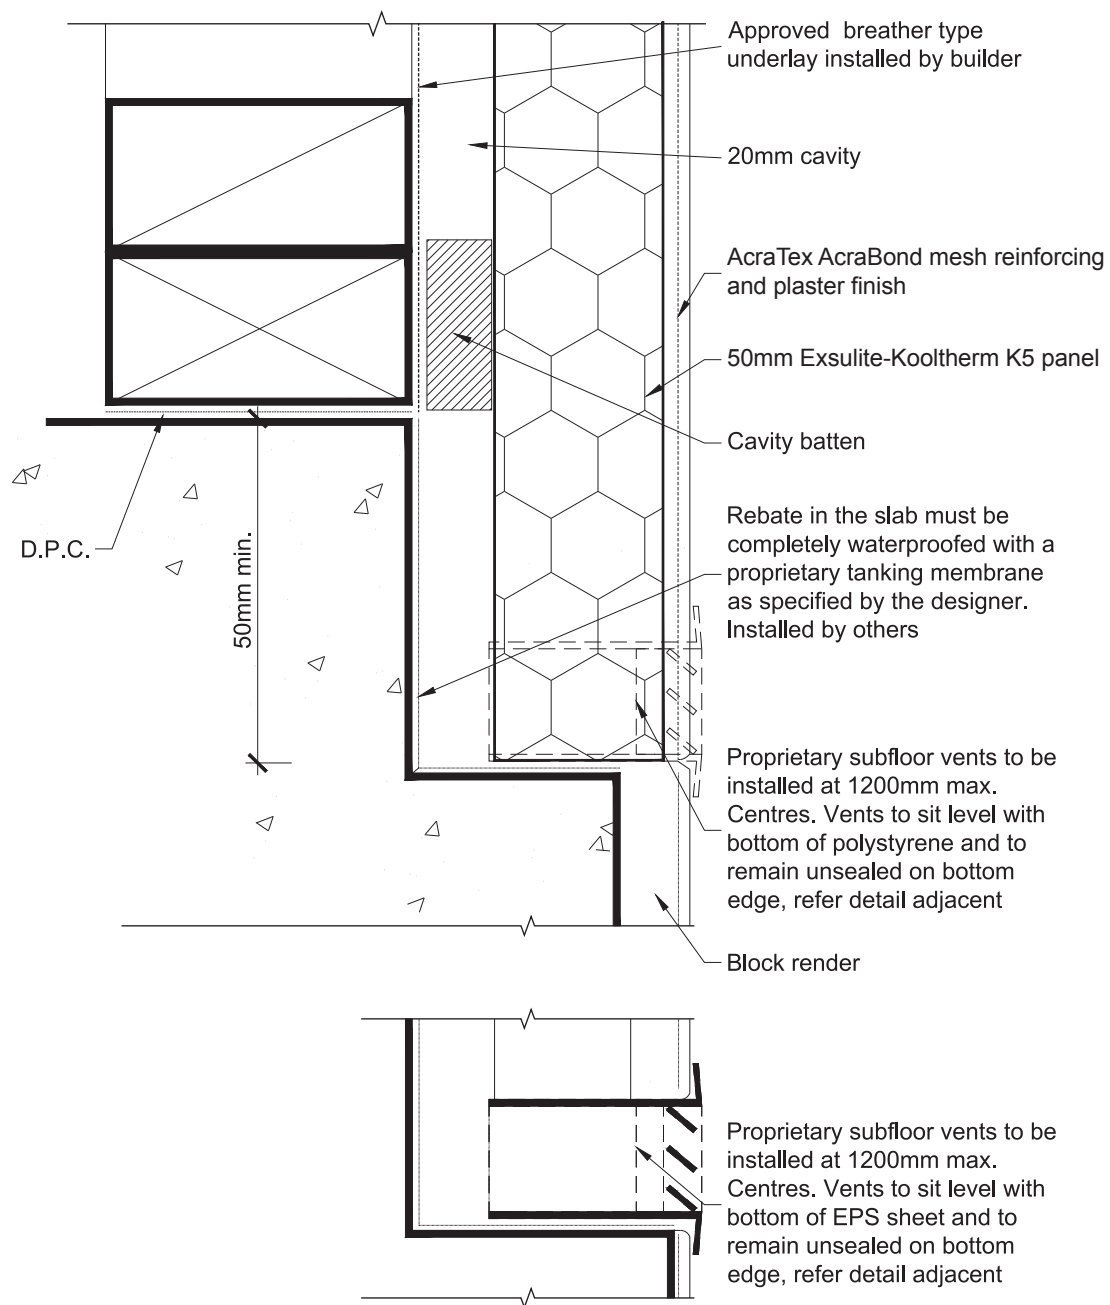 Approved breather type
underlay installed by builder
20mm cavity
AcraTex AcraBond mesh reinforcing
and plaster finish
50mm Exsulite-Kooltherm K5 panel
Cavity batten
D.P.C.
50mm min.
Rebate in the slab must be
completely waterproofed with a
proprietary tanking membrane
as specified by the designer.
Installed by others
Proprietary subfloor vents to be
installed at 1200mm max.
Centres. Vents to sit level with
bottom of polystyrene and to
remain unsealed on bottom
edge, refer detail adjacent
Block render
Proprietary subfloor vents to be
installed at 1200mm max.
Centres. Vents to sit level with
bottom of EPS sheet and to
remain unsealed on bottom
edge, refer detail adjacent